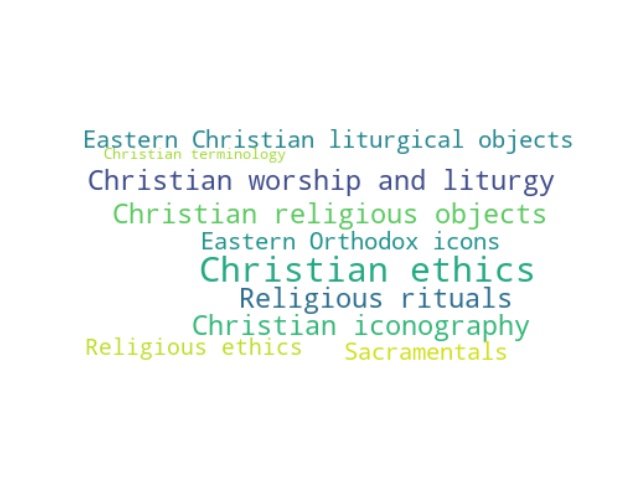 Eastern Christian liturgical objects
Christian terminology
Christian worship and liturgy
Christian religious objects
Eastern Orthodox icons
Christian ethics
Religious rituals
Christian iconography
Religious ethics
Sacramentals